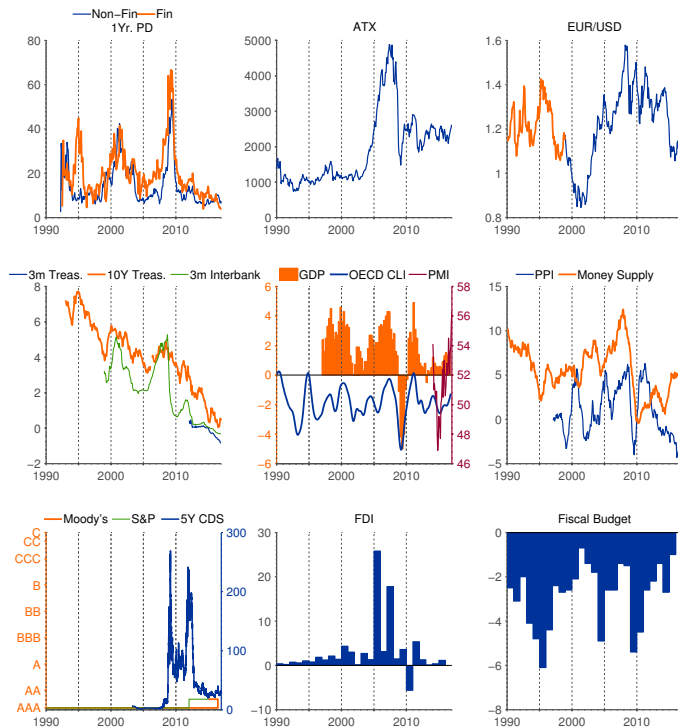 Non−Fin Fin
1Yr. PD
ATX
EUR/USD
80
60
40
20
0
1990 2000 2010
5000
4000
3000
2000
1000
0
1990 2000 2010
1.6
1.4
1.2
1
0.8
1990 2000 2010
3m Treas. 10Y Treas. 3m Interbank
8
6
4
2
0
−2
1990 2000 2010
GDP OECD CLI PMI
6
4
2
0
−2
−4
−6
58
56
54
52
50
48
46
1990 2000 2010
PPI Money Supply
15
10
5
0
−5
1990 2000 2010
Moody's S&P 5Y CDS
C
CC
CCC
B
BB
BBB
A
AA
AAA
300
200
100
0
1990 2000 2010
FDI
30
20
10
0
−10
1990 2000 2010
Fiscal Budget
0
−2
−4
−6
−8
1990 2000 2010